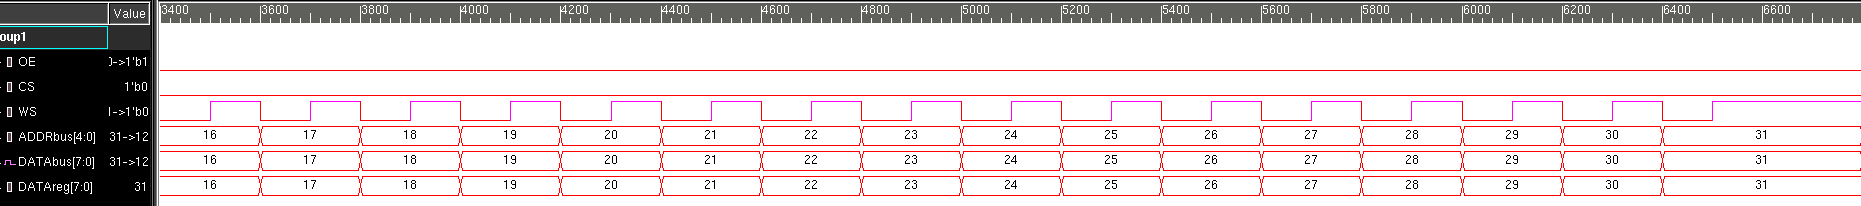 Value 3400 3600 3800 4000 4200 4400 4600 4800 5000 5200 5400 5600 5800 6000 6200 6400 6600
oup1
OE )->1'b1
CS 1'b0
WS I->1'b0
ADDRbus[4:0] 31->12 16 17 18 19 20 21 22 23 24 25 26 27 28 29 30 31
DATAbus[7:0] 31->12 16 17 18 19 20 21 22 23 24 25 26 27 28 29 30 31
DATAreg[7:0] 31 16 17 18 19 20 21 22 23 24 25 26 27 28 29 30 31